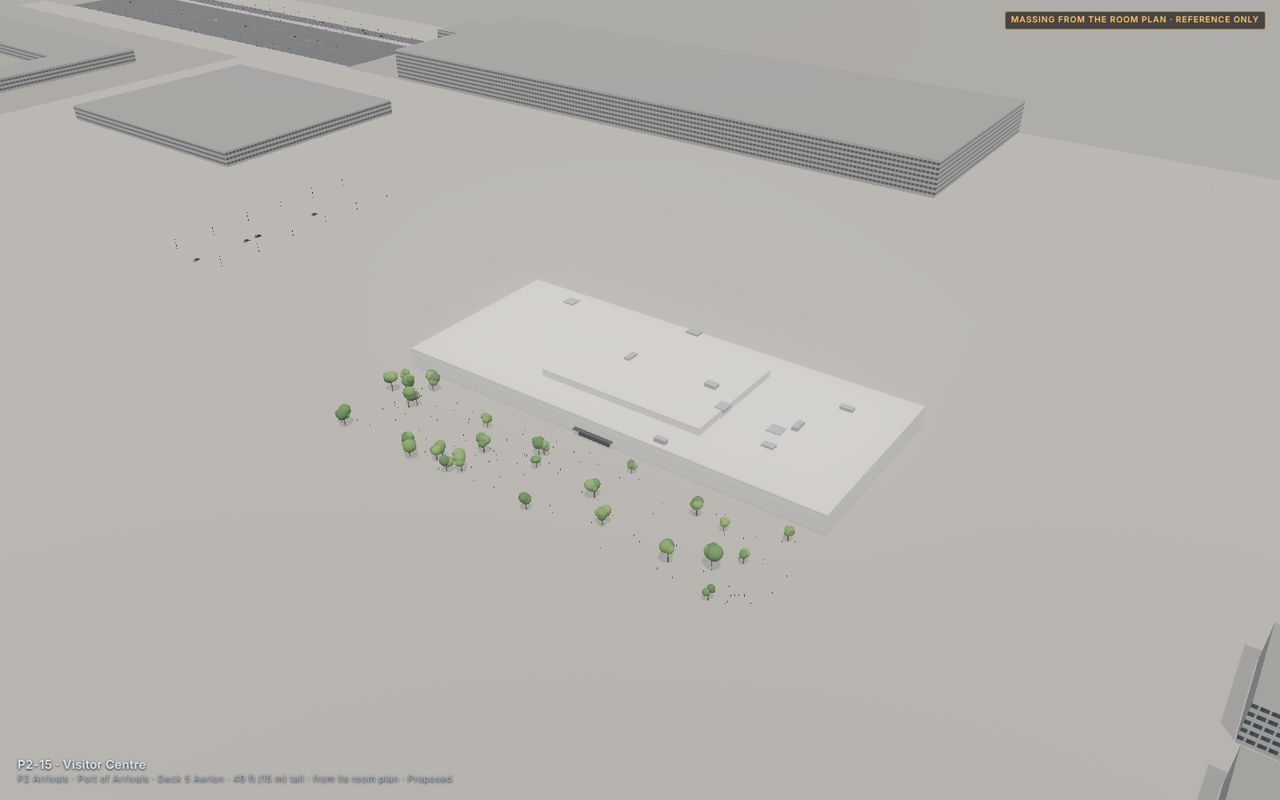 MASSING FROM THE ROOM PLAN · REFERENCE ONLY
P2-15 · Visitor Centre
P2 Arrivals · Port of Arrivals · Deck 5 Aerion · 49 ft (15 m) tall · from its room plan · Proposed